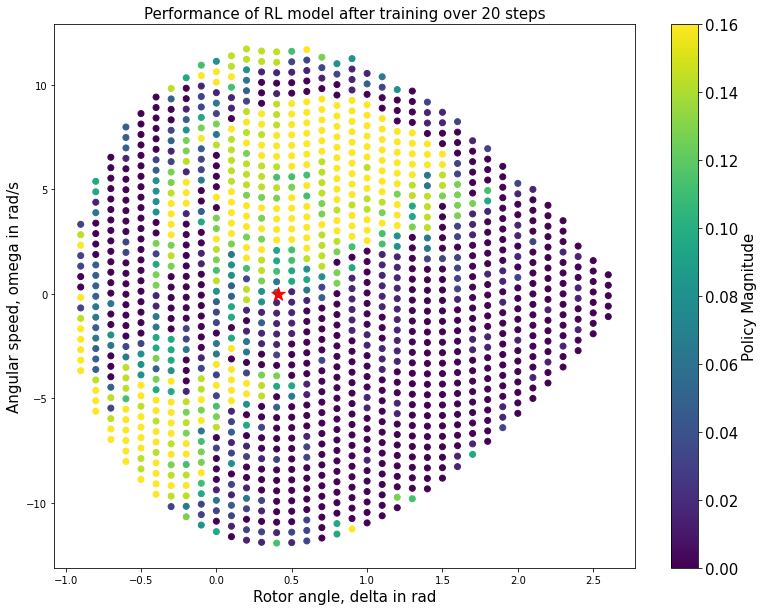 Performance of RL model after training over 20 steps
Angular speed, omega in rad/s
10
5
0
−5
−10
−1.0 −0.5 0.0 0.5 1.0 1.5 2.0 2.5
Rotor angle, delta in rad
0.16
0.14
0.12
0.10
0.08
0.06
0.04
0.02
0.00
Policy Magnitude